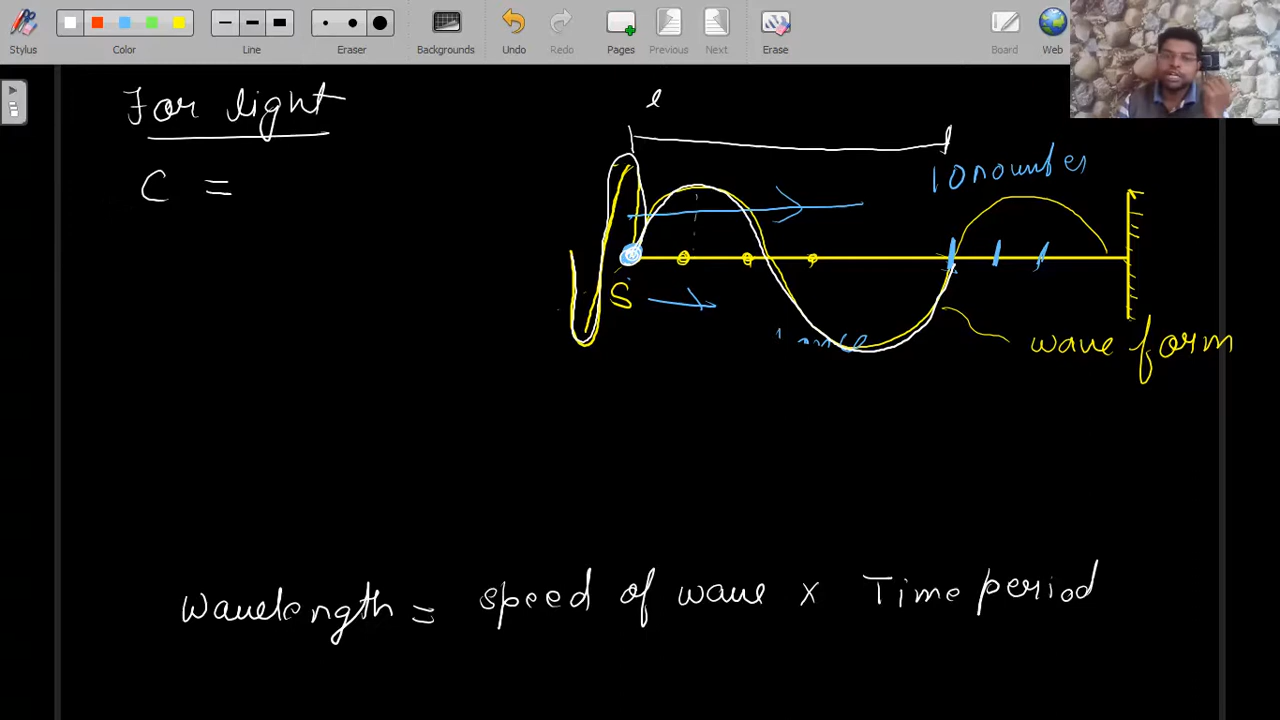 Stylus
Color
Line
Eraser
Backgrounds
Undo
Redo
Pages
Previous
Next
Erase
Board
Web
For light
l
C =
10 number
S
wave form
wavelength = speed of wave x Time period